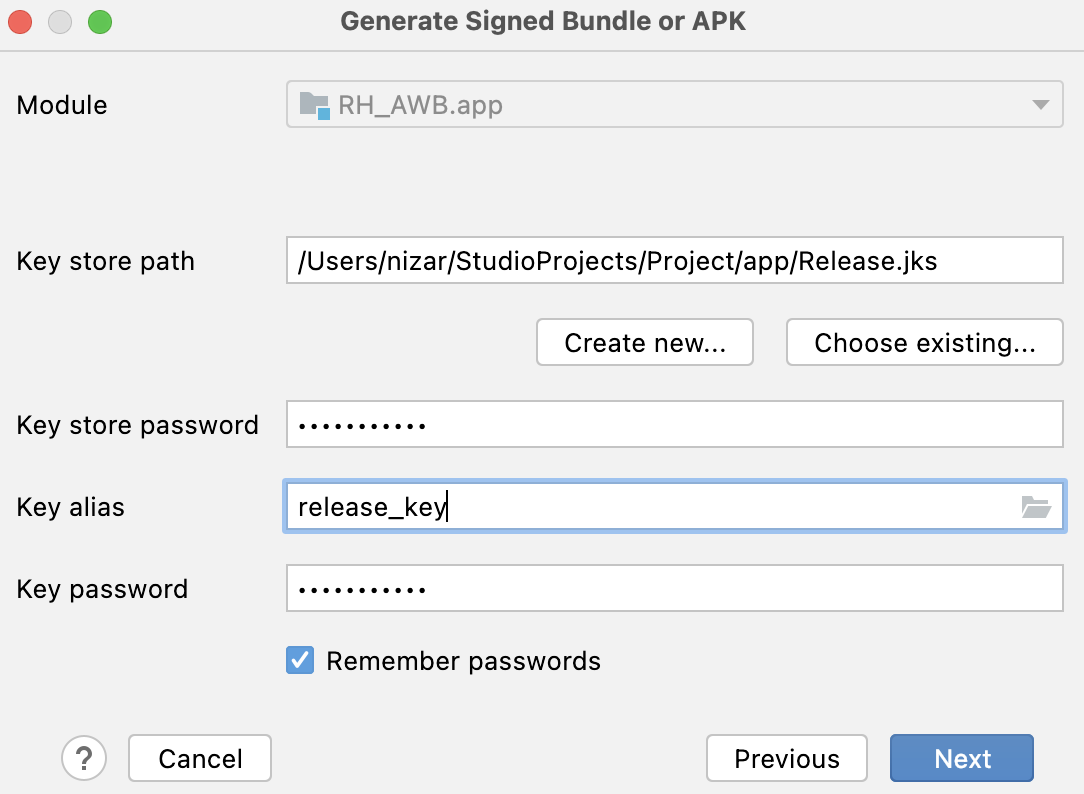 Generate Signed Bundle or APK
Module
RH_AWB.app
Key store path
/Users/nizar/StudioProjects/Project/app/Release.jks
Create new...
Choose existing...
Key store password
•••••••••••
Key alias
release_key
Key password
•••••••••••
Remember passwords
?
Cancel
Previous
Next